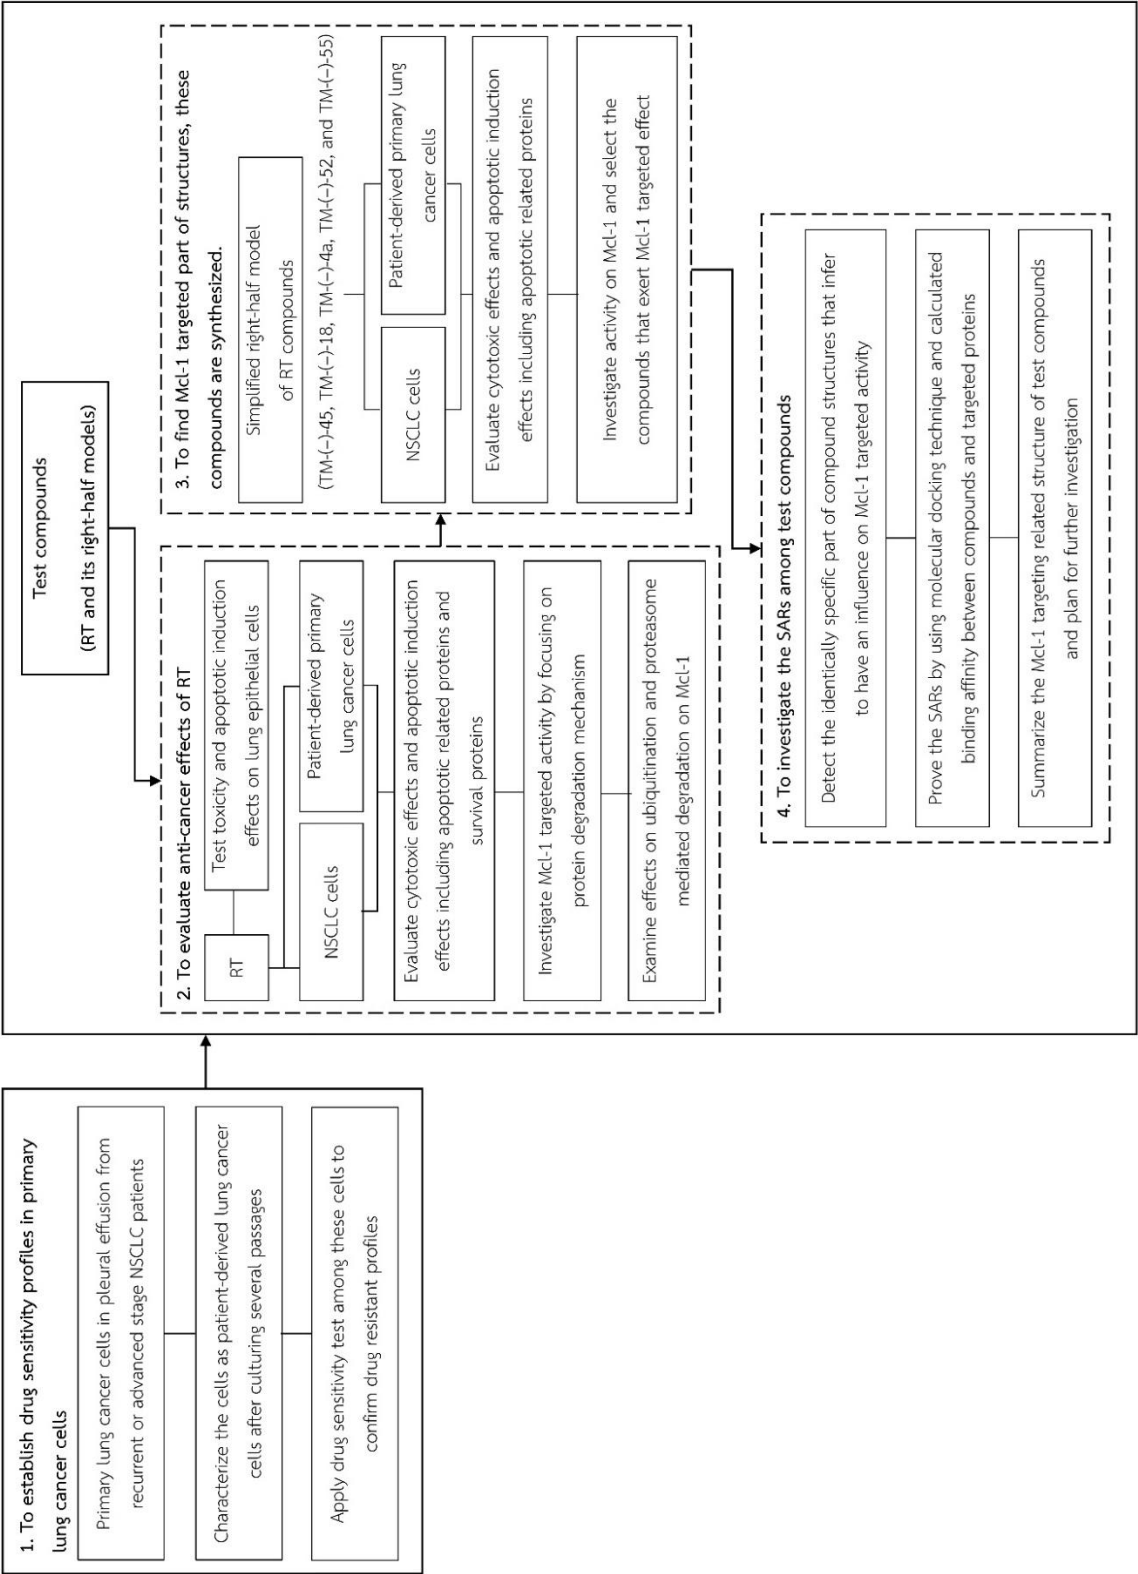 1. To establish drug sensitivity profiles in primary
lung cancer cells
Primary lung cancer cells in pleural effusion from
recurrent or advanced stage NSCLC patients
Characterize the cells as patient-derived lung cancer
cells after culturing several passages
Apply drug sensitivity test among these cells to
confirm drug resistant profiles
Test compounds
(RT and its right-half models)
2. To evaluate anti-cancer effects of RT
RT
Test toxicity and apoptotic induction
effects on lung epithelial cells
NSCLC cells
Patient-derived primary
lung cancer cells
Evaluate cytotoxic effects and apoptotic induction
effects including apoptotic related proteins and
survival proteins
Investigate Mcl-1 targeted activity by focusing on
protein degradation mechanism
Examine effects on ubiquitination and proteasome
mediated degradation on Mcl-1
3. To find Mcl-1 targeted part of structures, these
compounds are synthesized.
Simplified right-half model
of RT compounds
(TM-(–)-45, TM-(–)-18, TM-(–)-4a, TM-(–)-52, and TM-(–)-55)
NSCLC cells
Patient-derived primary lung
cancer cells
Evaluate cytotoxic effects and apoptotic induction
effects including apoptotic related proteins
Investigate activity on Mcl-1 and select the
compounds that exert Mcl-1 targeted effect
4. To investigate the SARs among test compounds
Detect the identically specific part of compound structures that infer
to have an influence on Mcl-1 targeted activity
Prove the SARs by using molecular docking technique and calculated
binding affinity between compounds and targeted proteins
Summarize the Mcl-1 targeting related structure of test compounds
and plan for further investigation